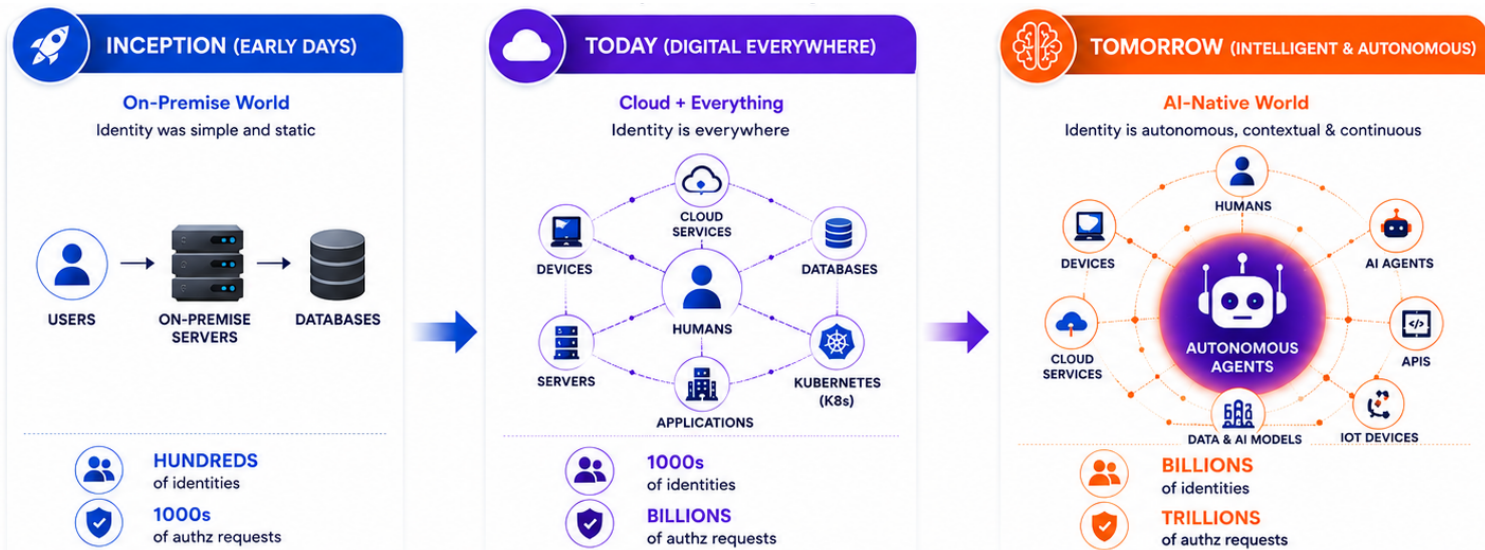 INCEPTION (EARLY DAYS)
On-Premise World
Identity was simple and static
USERS
ON-PREMISE
SERVERS
DATABASES
HUNDREDS
of identities
1000s
of authz requests
TODAY (DIGITAL EVERYWHERE)
Cloud + Everything
Identity is everywhere
CLOUD
SERVICES
DEVICES
DATABASES
HUMANS
SERVERS
KUBERNETES
(K8s)
APPLICATIONS
1000s
of identities
BILLIONS
of authz requests
TOMORROW (INTELLIGENT & AUTONOMOUS)
AI-Native World
Identity is autonomous, contextual & continuous
HUMANS
DEVICES
AI AGENTS
AUTONOMOUS
AGENTS
CLOUD
SERVICES
</>
APIS
DATA & AI MODELS
IOT DEVICES
BILLIONS
of identities
TRILLIONS
of authz requests